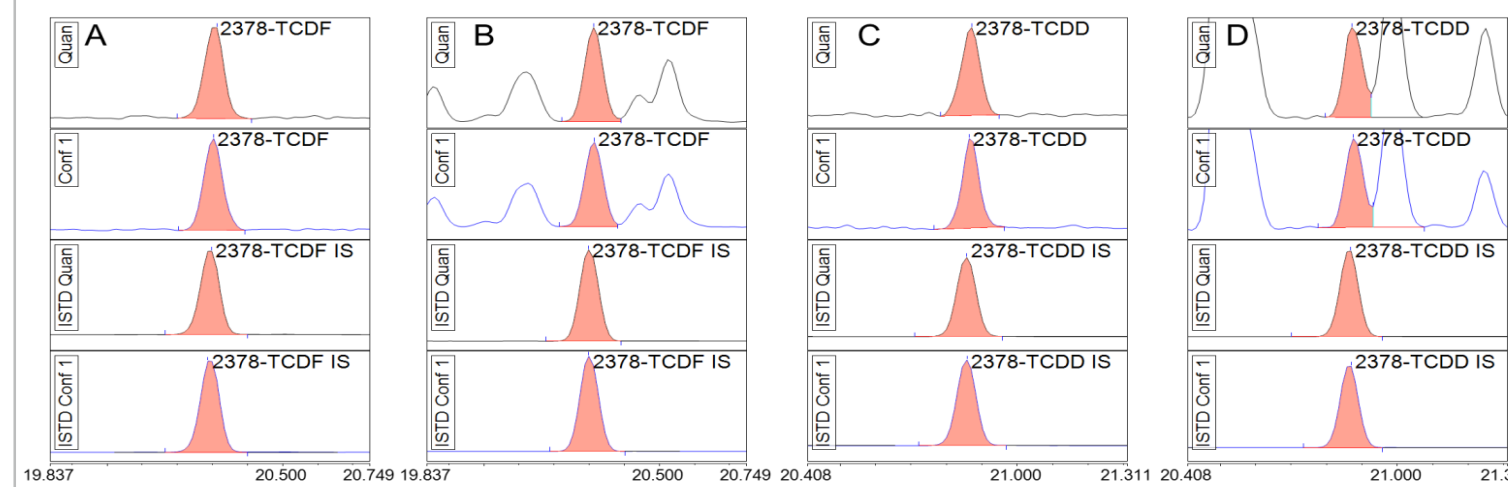 A
Quan
2378-TCDF
Conf 1
2378-TCDF
ISTD Quan
2378-TCDF IS
ISTD Conf 1
2378-TCDF IS
19.837 20.500 20.749
B
Quan
2378-TCDF
Conf 1
2378-TCDF
ISTD Quan
2378-TCDF IS
ISTD Conf 1
2378-TCDF IS
19.837 20.500 20.749
C
Quan
2378-TCDD
Conf 1
2378-TCDD
ISTD Quan
2378-TCDD IS
ISTD Conf 1
2378-TCDD IS
20.408 21.000 21.311
D
Quan
2378-TCDD
Conf 1
2378-TCDD
ISTD Quan
2378-TCDD IS
ISTD Conf 1
2378-TCDD IS
20.408 21.000